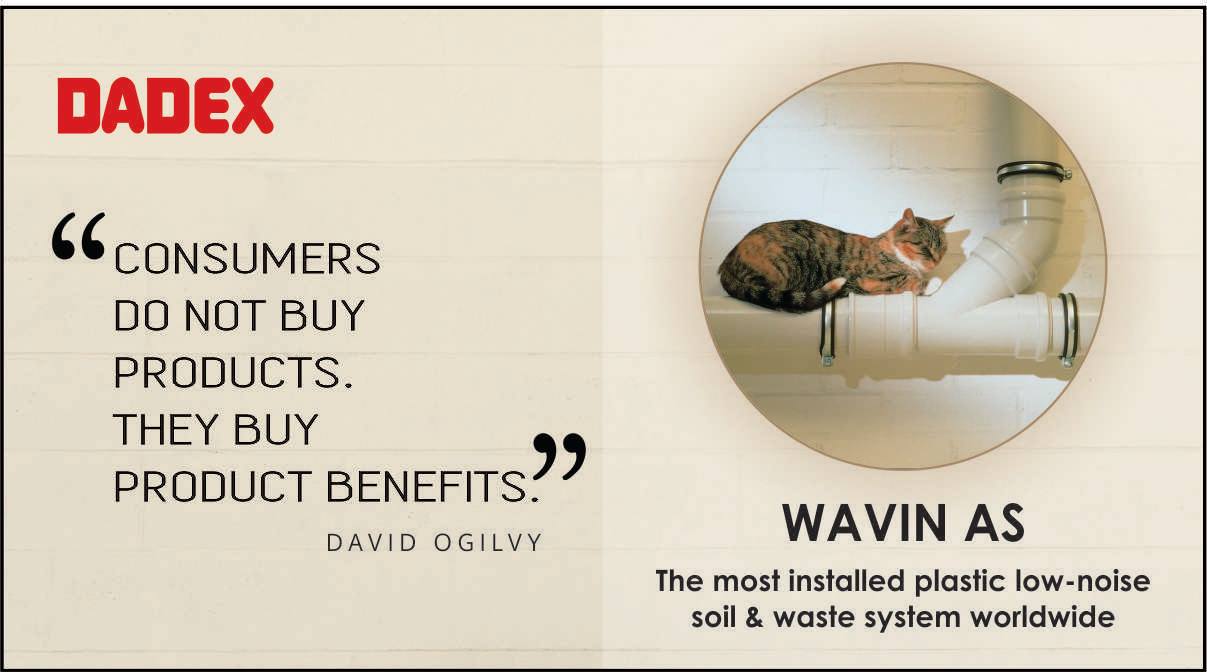 DADEX
“CONSUMERS
DO NOT BUY
PRODUCTS.
THEY BUY
PRODUCT BENEFITS.”
DAVID OGILVY
WAVIN AS
The most installed plastic low-noise
soil & waste system worldwide